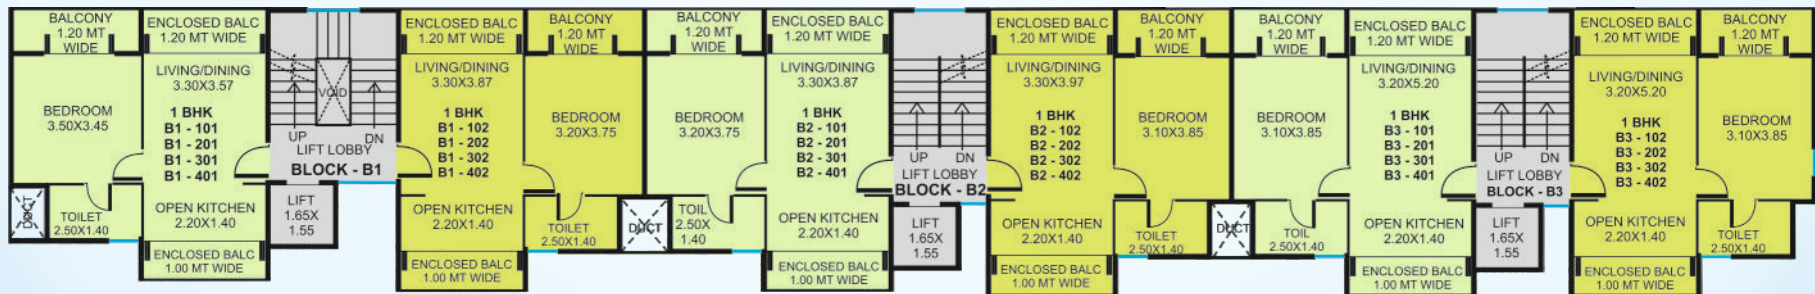 BALCONY
1.20 MT
WIDE
ENCLOSED BALC
1.20 MT WIDE
BEDROOM
3.50X3.45
LIVING/DINING
3.30X3.57
1 BHK
B1 - 101
B1 - 201
B1 - 301
B1 - 401
DUCT
TOILET
2.50X1.40
OPEN KITCHEN
2.20X1.40
ENCLOSED BALC
1.00 MT WIDE
VOID
UP
DN
LIFT LOBBY
BLOCK - B1
LIFT
1.65X
1.55
ENCLOSED BALC
1.20 MT WIDE
BALCONY
1.20 MT
WIDE
LIVING/DINING
3.30X3.87
1 BHK
B1 - 102
B1 - 202
B1 - 302
B1 - 402
BEDROOM
3.20X3.75
OPEN KITCHEN
2.20X1.40
TOILET
2.50X1.40
ENCLOSED BALC
1.00 MT WIDE
DUCT
BALCONY
1.20 MT
WIDE
ENCLOSED BALC
1.20 MT WIDE
BEDROOM
3.20X3.75
LIVING/DINING
3.30X3.87
1 BHK
B2 - 101
B2 - 201
B2 - 301
B2 - 401
TOIL
2.50X
1.40
OPEN KITCHEN
2.20X1.40
ENCLOSED BALC
1.00 MT WIDE
UP
DN
LIFT LOBBY
BLOCK - B2
LIFT
1.65X
1.55
ENCLOSED BALC
1.20 MT WIDE
BALCONY
1.20 MT
WIDE
LIVING/DINING
3.30X3.97
1 BHK
B2 - 102
B2 - 202
B2 - 302
B2 - 402
BEDROOM
3.10X3.85
OPEN KITCHEN
2.20X1.40
TOILET
2.50X1.40
ENCLOSED BALC
1.00 MT WIDE
DUCT
BALCONY
1.20 MT
WIDE
ENCLOSED BALC
1.20 MT WIDE
BEDROOM
3.10X3.85
LIVING/DINING
3.20X5.20
1 BHK
B3 - 101
B3 - 201
B3 - 301
B3 - 401
TOIL
2.50X1.40
OPEN KITCHEN
2.20X1.40
ENCLOSED BALC
1.00 MT WIDE
UP
DN
LIFT LOBBY
BLOCK - B3
LIFT
1.65X
1.55
ENCLOSED BALC
1.20 MT WIDE
BALCONY
1.20 MT
WIDE
LIVING/DINING
3.20X5.20
1 BHK
B3 - 102
B3 - 202
B3 - 302
B3 - 402
BEDROOM
3.10X3.85
OPEN KITCHEN
2.20X1.40
TOILET
2.50X1.40
ENCLOSED BALC
1.00 MT WIDE